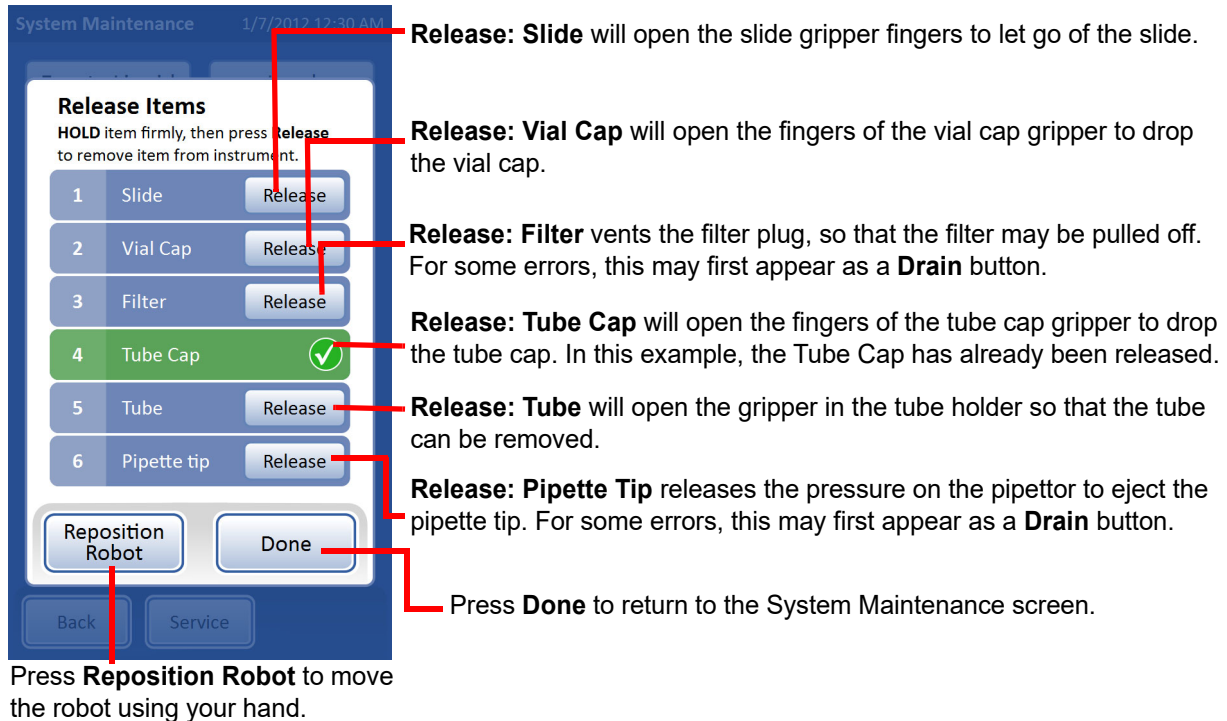 System Maintenance 1/7/2012 12:30 AM
Release Items
HOLD item firmly, then press Release
to remove item from instrument.
1 Slide Release
2 Vial Cap Release
3 Filter Release
4 Tube Cap
5 Tube Release
6 Pipette tip Release
Reposition
Robot
Done
Back Service
Press Reposition Robot to move
the robot using your hand.
Release: Slide will open the slide gripper fingers to let go of the slide.
Release: Vial Cap will open the fingers of the vial cap gripper to drop
the vial cap.
Release: Filter vents the filter plug, so that the filter may be pulled off.
For some errors, this may first appear as a Drain button.
Release: Tube Cap will open the fingers of the tube cap gripper to drop
the tube cap. In this example, the Tube Cap has already been released.
Release: Tube will open the gripper in the tube holder so that the tube
can be removed.
Release: Pipette Tip releases the pressure on the pipettor to eject the
pipette tip. For some errors, this may first appear as a Drain button.
Press Done to return to the System Maintenance screen.